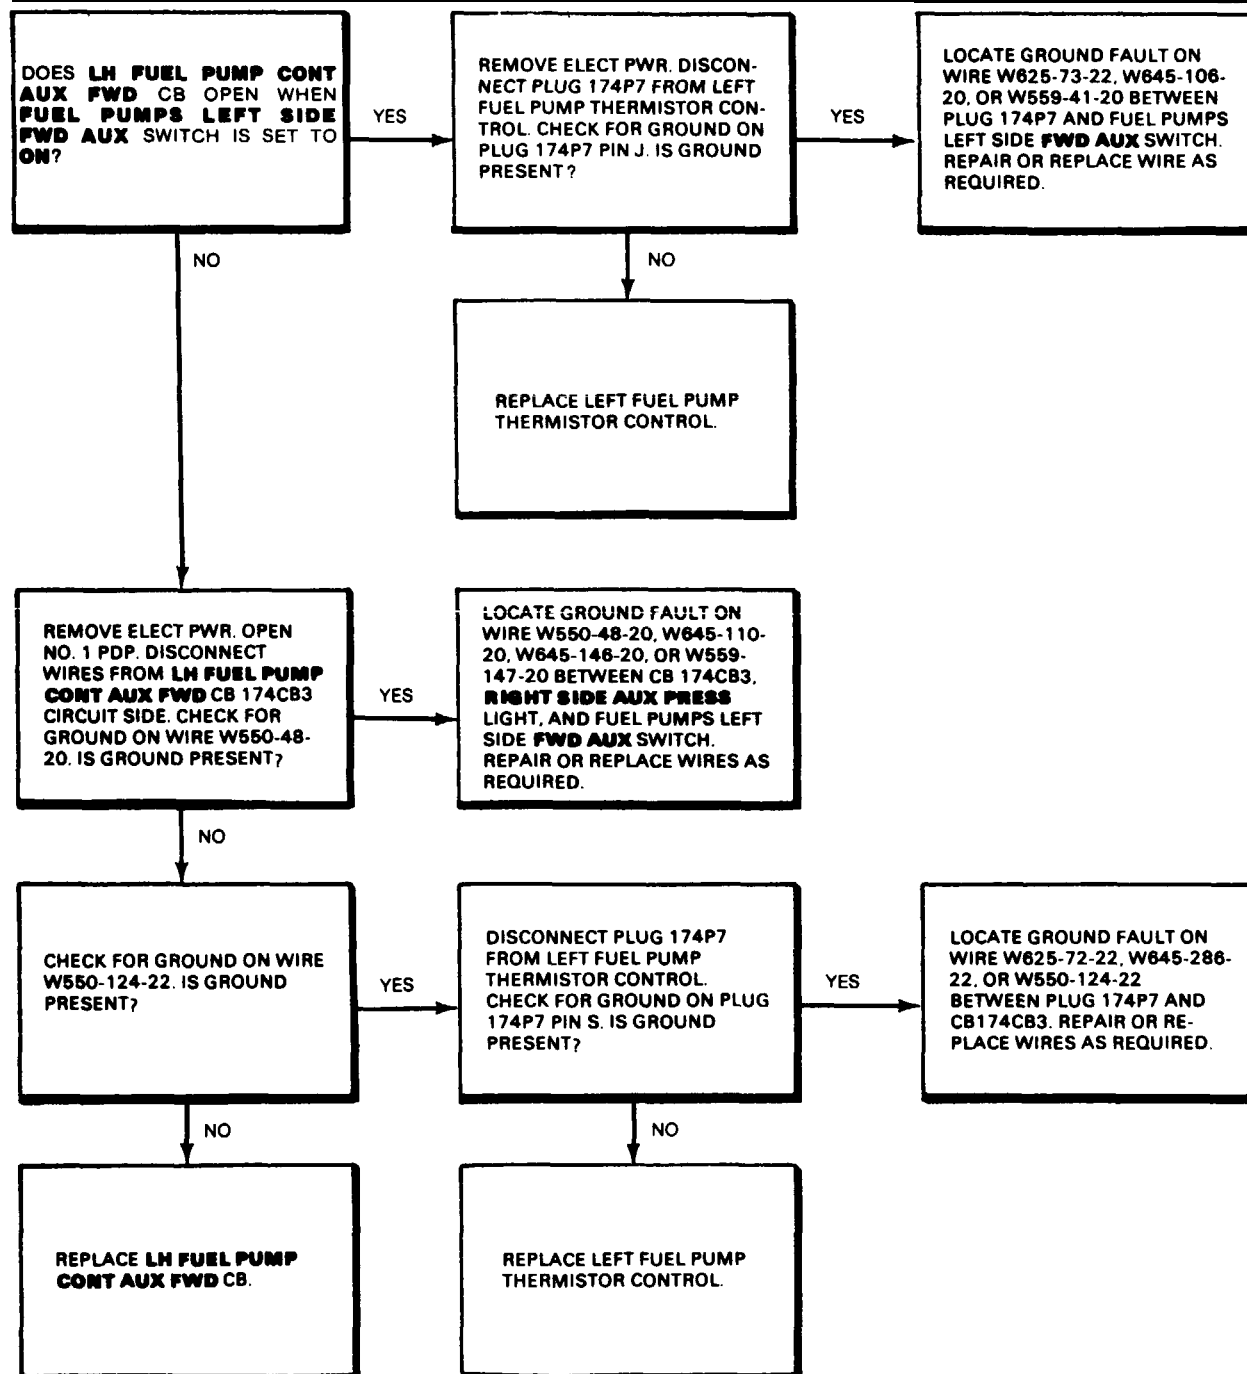 DOES LH FUEL PUMP CONT
AUX FWD CB OPEN WHEN
FUEL PUMPS LEFT SIDE
FWD AUX SWITCH IS SET TO
ON?
YES
REMOVE ELECT PWR. DISCON-
NECT PLUG 174P7 FROM LEFT
FUEL PUMP THERMISTOR CON-
TROL. CHECK FOR GROUND ON
PLUG 174P7 PIN J. IS GROUND
PRESENT?
YES
LOCATE GROUND FAULT ON
WIRE W625-73-22, W645-106-
20, OR W559-41-20 BETWEEN
PLUG 174P7 AND FUEL PUMPS
LEFT SIDE FWD AUX SWITCH.
REPAIR OR REPLACE WIRE AS
REQUIRED.
NO
NO
REPLACE LEFT FUEL PUMP
THERMISTOR CONTROL.
REMOVE ELECT PWR. OPEN
NO. 1 PDP. DISCONNECT
WIRES FROM LH FUEL PUMP
CONT AUX FWD CB 174CB3
CIRCUIT SIDE. CHECK FOR
GROUND ON WIRE W550-48-
20. IS GROUND PRESENT?
YES
LOCATE GROUND FAULT ON
WIRE W550-48-20, W645-110-
20, W645-146-20, OR W559-
147-20 BETWEEN CB 174CB3,
RIGHT SIDE AUX PRESS
LIGHT, AND FUEL PUMPS LEFT
SIDE FWD AUX SWITCH.
REPAIR OR REPLACE WIRES AS
REQUIRED.
NO
CHECK FOR GROUND ON WIRE
W550-124-22. IS GROUND
PRESENT?
YES
DISCONNECT PLUG 174P7
FROM LEFT FUEL PUMP
THERMISTOR CONTROL.
CHECK FOR GROUND ON PLUG
174P7 PIN S. IS GROUND
PRESENT?
YES
LOCATE GROUND FAULT ON
WIRE W625-72-22, W645-286-
22, OR W550-124-22
BETWEEN PLUG 174P7 AND
CB174CB3. REPAIR OR RE-
PLACE WIRES AS REQUIRED.
NO
NO
REPLACE LH FUEL PUMP
CONT AUX FWD CB.
REPLACE LEFT FUEL PUMP
THERMISTOR CONTROL.